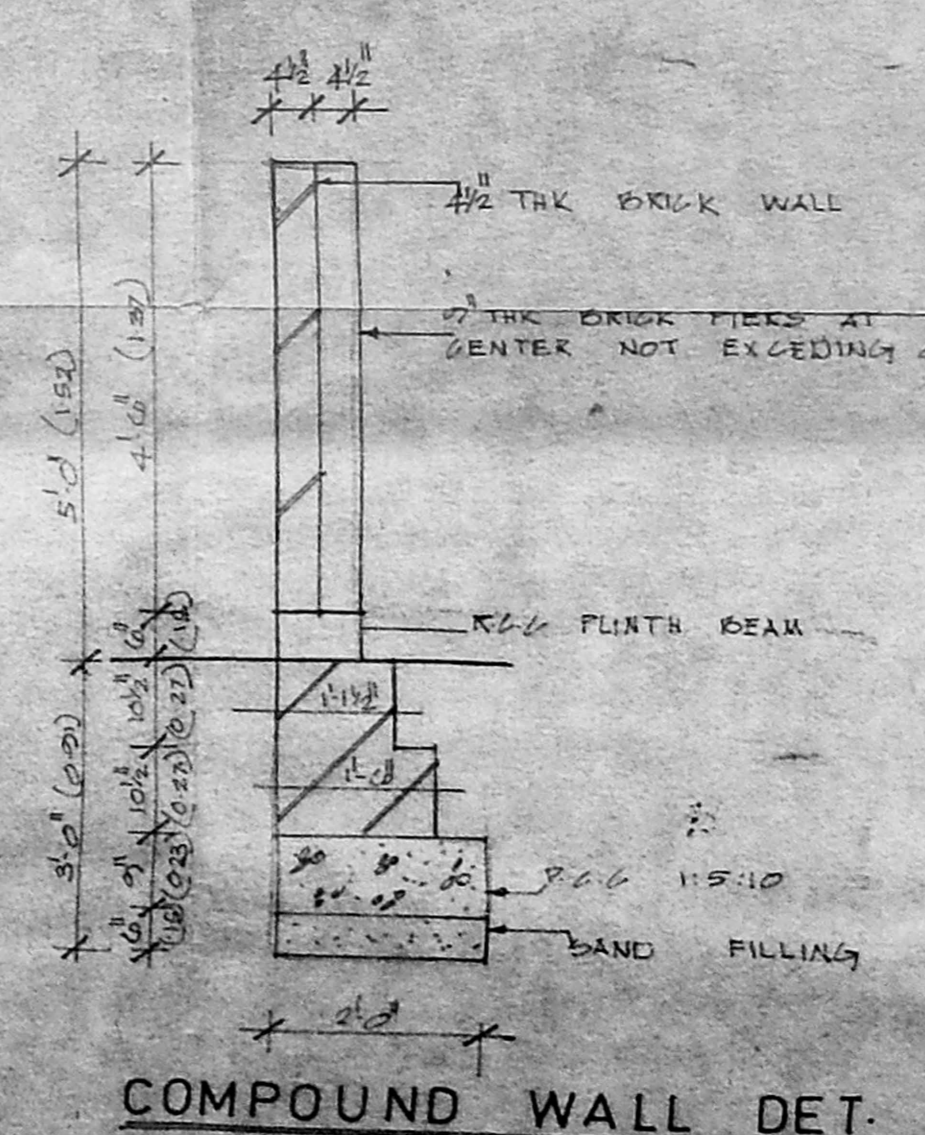 4½" 4½"
4½" THK BRICK WALL
9" THK BRICK PIERS AT
CENTER NOT EXCEDING
5'-0" (1.52)
4'-6" (1.37)
6" (.15)
R.C.C PLINTH BEAM
3'-0" (0.91)
10½" (0.27)
1'-1½"
10½" (0.27)
1'-6"
9" (0.23)
P.C.C 1:5:10
6" (.15)
SAND FILLING
2'-0"
COMPOUND WALL DET.